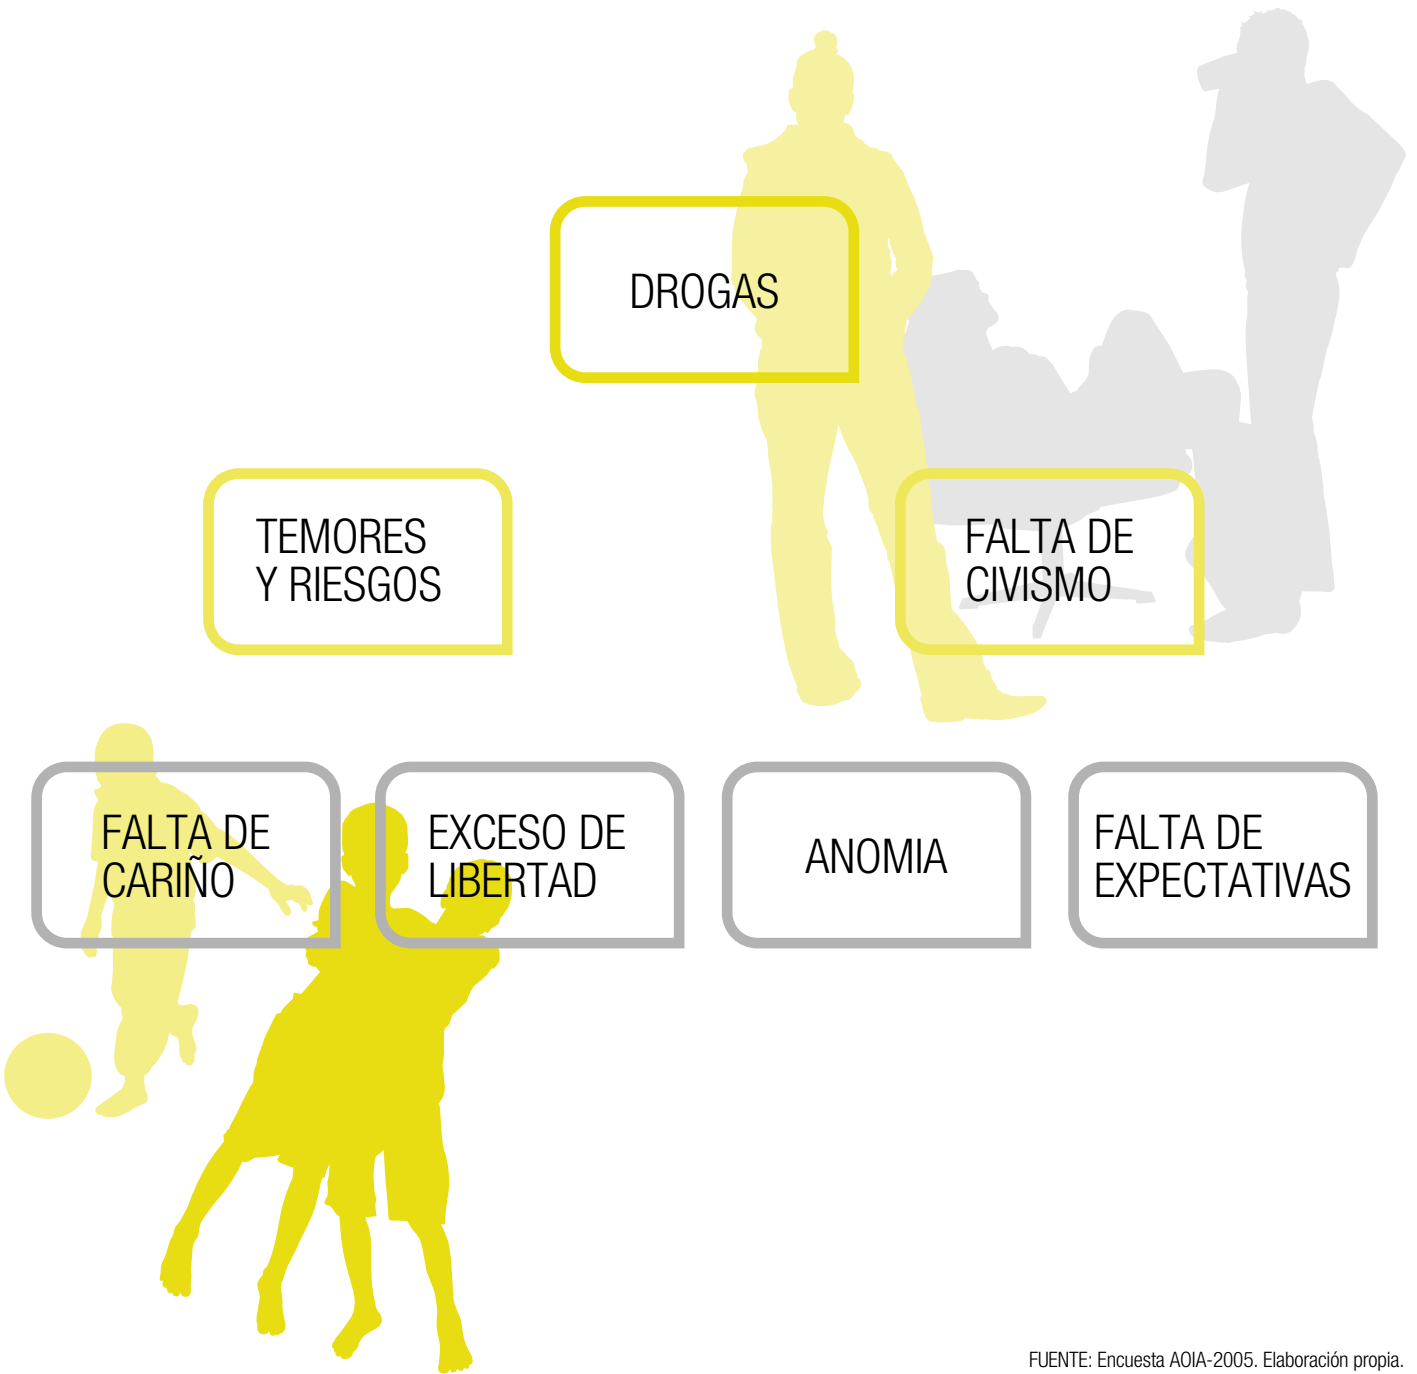 DROGAS
TEMORES
Y RIESGOS
FALTA DE
CIVISMO
FALTA DE
CARIÑO
EXCESO DE
LIBERTAD
ANOMIA
FALTA DE
EXPECTATIVAS
FUENTE: Encuesta AOIA-2005. Elaboración propia.